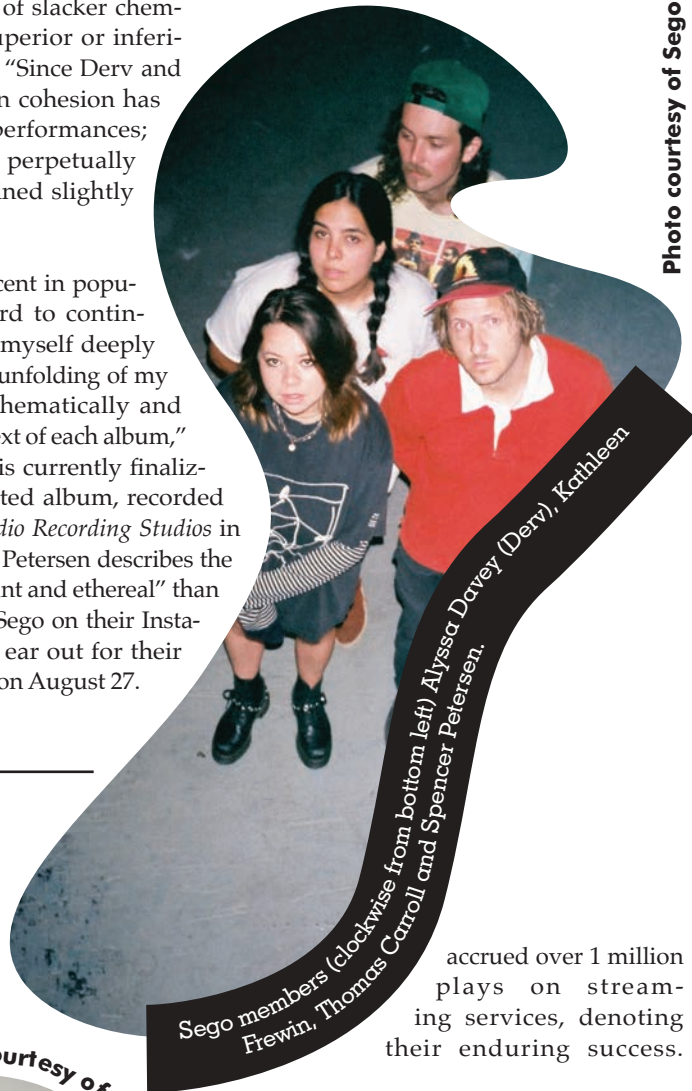 of slacker chem-
uperior or inferi-
“Since Derv and
n cohesion has
performances;
perpetually
ned slightly
cent in popu-
rd to contin-
myself deeply
unfolding of my
hematically and
ext of each album,”
is currently finaliz-
ted album, recorded
dio Recording Studios in
Petersen describes the
nt and ethereal” than
Sego on their Insta-
ear out for their
on August 27.
Photo courtesy of Sego
Sego members (clockwise from bottom left) Alyssa Davey (Derv), Kathleen
Frewin, Thomas Carroll and Spencer Petersen.
accrued over 1 million
plays on stream-
ing services, denoting
their enduring success.
ourtesy of